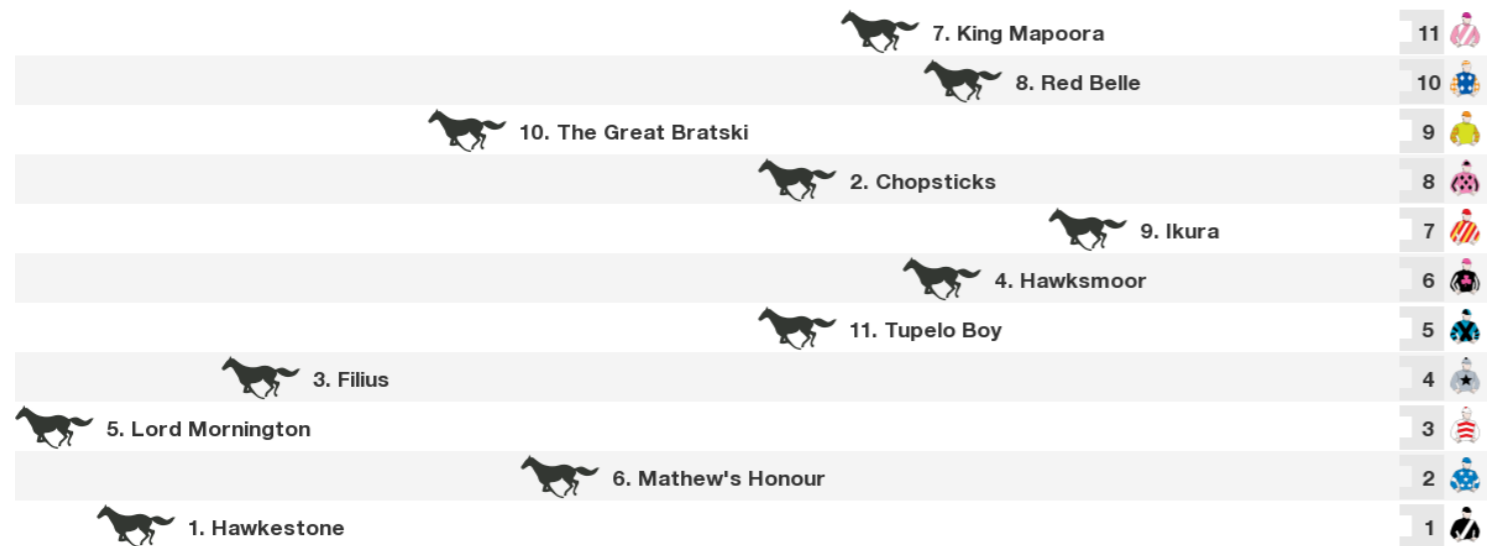 7. King Mapoora 11
8. Red Belle 10
10. The Great Bratski 9
2. Chopsticks 8
9. Ikura 7
4. Hawksmoor 6
11. Tupelo Boy 5
3. Filius 4
5. Lord Mornington 3
6. Mathew's Honour 2
1. Hawkestone 1